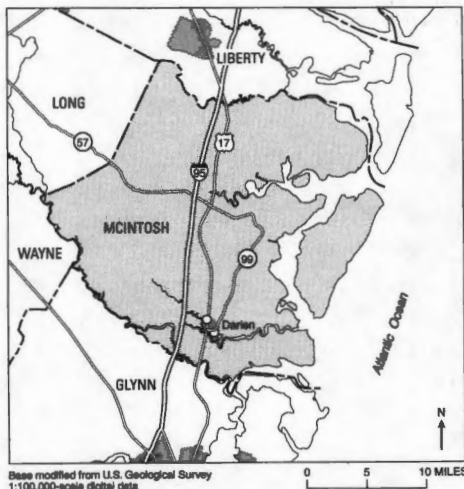 LIBERTY
LONG
57
17
95
MCINTOSH
WAYNE
99
Darien
Atlantic Ocean
GLYNN
N
Base modified from U.S. Geological Survey
1:100,000-scale digital data
0 5 10 MILES